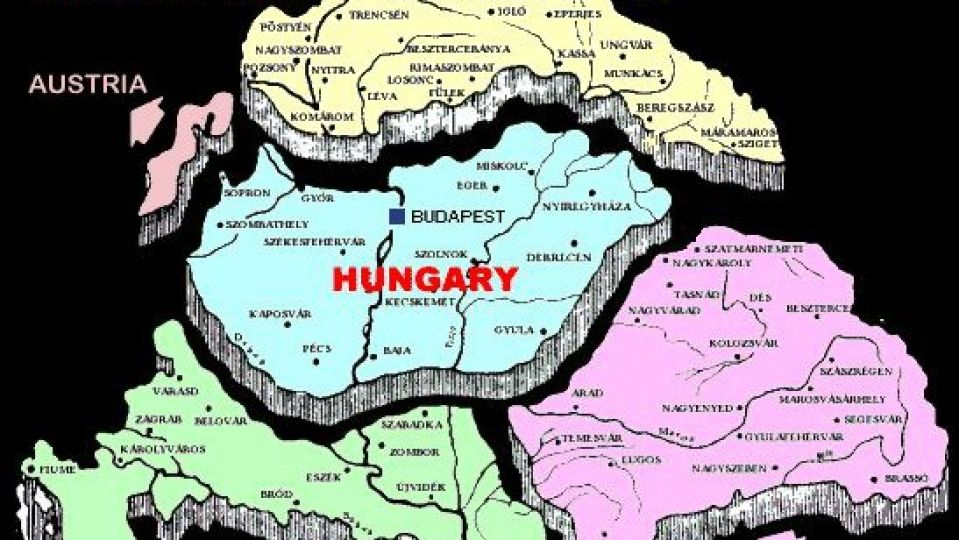 IGLÓ
EPERJES
TRENCSÉN
PÖSTYÉN
UNGVÁR
NAGYSZOMBAT
BESZTERCEBÁNYA
KASSA
POZSONY
NYITRA
RIMASZOMBAT
MUNKÁCS
LOSONC
AUSTRIA
LÉVA
FÜLEK
BEREGSZÁSZ
KOMÁROM
MÁRAMAROS
SZIGET
MISKOLC
SOPRON
GYŐR
EGER
NYÍREGYHÁZA
BUDAPEST
SZOMBATHELY
SZÉKESFEHÉRVÁR
SZOLNOK
DEBRECEN
SZATMÁRNÉMETI
NAGYKÁROLY
HUNGARY
KECSKEMÉT
TASNÁD
DÉS
NAGYVÁRAD
BESZTERCE
KAPOSVÁR
GYULA
KOLOZSVÁR
PÉCS
BAJA
SZÁSZRÉGEN
VARASD
ARAD
MAROSVÁSÁRHELY
NAGYENYED
ZÁGRÁB
BELOVÁR
SZABADKA
SEGESVÁR
Maros
TEMESVÁR
GYULAFEHÉRVÁR
KÁROLYVÁROS
ZOMBOR
LUGOS
FIUME
NAGYSZEBEN
ESZÉK
BRASSÓ
BRÓD
ÚJVIDÉK